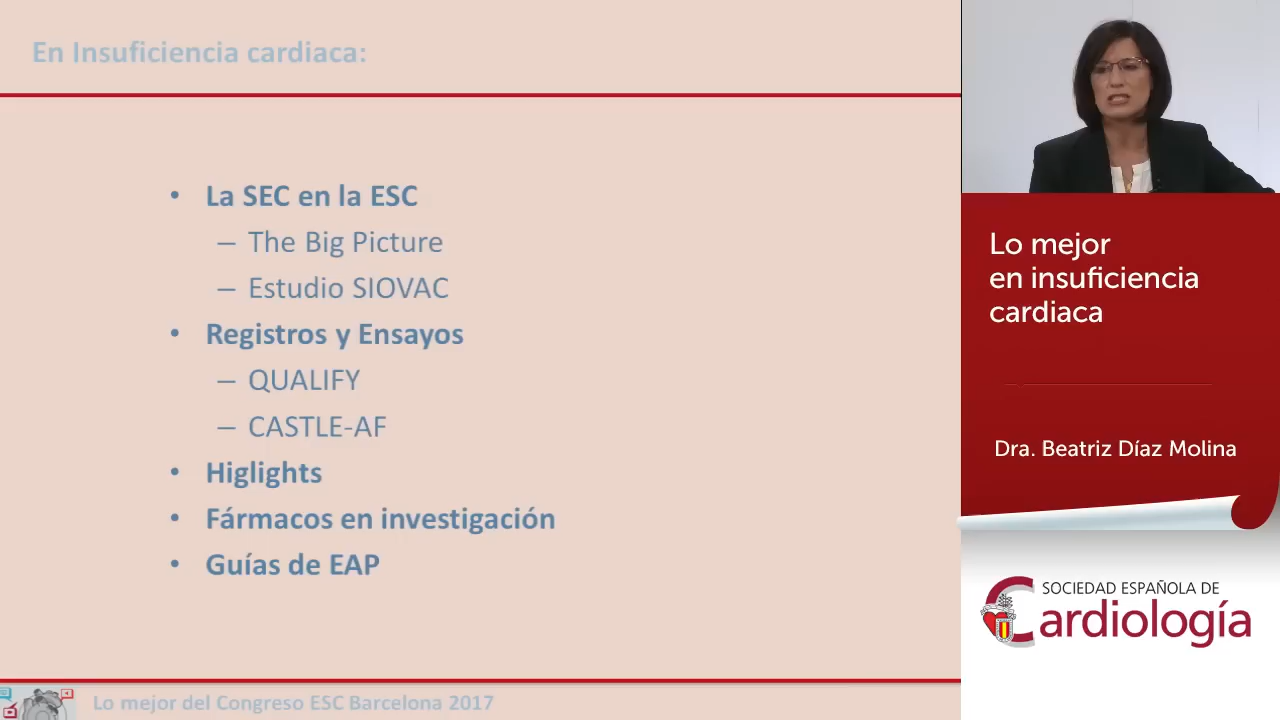 En Insuficiencia cardiaca:
• La SEC en la ESC
– The Big Picture
– Estudio SIOVAC
• Registros y Ensayos
– QUALIFY
– CASTLE-AF
• Higlights
• Fármacos en investigación
• Guías de EAP
Lo mejor del Congreso ESC Barcelona 2017
Lo mejor
en insuficiencia
cardiaca
Dra. Beatriz Díaz Molina
SOCIEDAD ESPAÑOLA DE
Cardiología